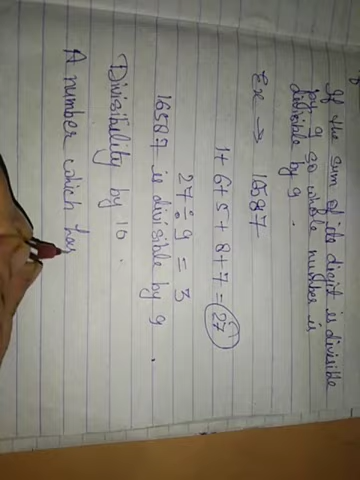 If the sum of its digit is divisible
by 9 so whole number is
divisible by 9.
Ex → 16587
1+6+5+8+7 = 27
27 ÷ 9 = 3
16587 is divisible by 9.
Divisibility by 10.
A number which has